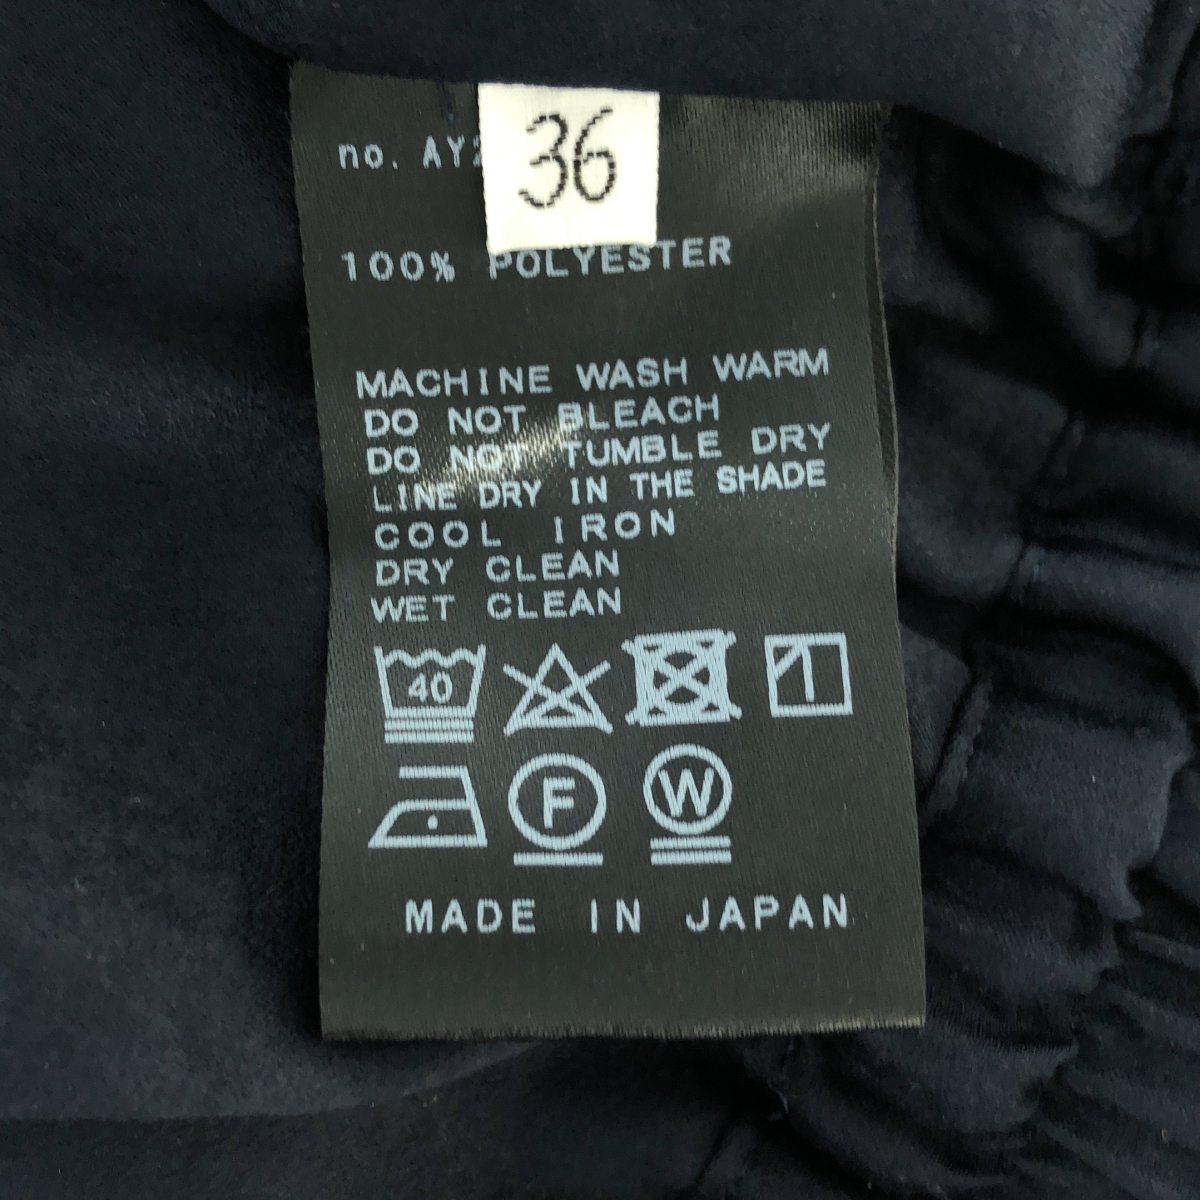 36
no. AY
100% POLYESTER
MACHINE WASH WARM
DO NOT BLEACH
DO NOT TUMBLE DRY
LINE DRY IN THE SHADE
COOL IRON
DRY CLEAN
WET CLEAN
40
F W
MADE IN JAPAN